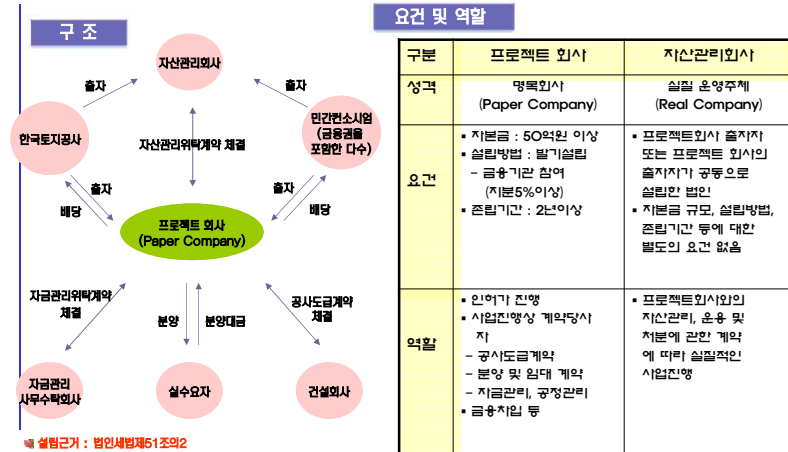 구 조
자산관리회사
출자
출자
한국토지공사
민간컨소시엄
(금융권을
포함한 다수)
자산관리위탁계약 체결
출자
배당
출자
배당
프로젝트 회사
(Paper Company)
자금관리위탁계약
체결
분양
분양대금
공사도급계약
체결
자금관리
사무수탁회사
실수요자
건설회사
설립근거 : 법인세법제51조의2
요건 및 역할
구분
프로젝트 회사
자산관리회사
성격
명목회사
(Paper Company)
실질 운영주체
(Real Company)
요건
▪ 자본금 : 50억원 이상
▪ 설립방법 : 발기설립
– 금융기관 참여
(지분5%이상)
▪ 존립기간 : 2년이상
▪ 프로젝트회사 출자자
또는 프로젝트 회사의
출자자가 공동으로
설립한 법인
▪ 자본금 규모, 설립방법,
존립기간 등에 대한
별도의 요건 없음
역할
▪ 인허가 진행
▪ 사업진행상 계약당사
자
– 공사도급계약
– 분양 및 임대 계약
– 자금관리, 공정관리
▪ 금융차입 등
▪ 프로젝트회사와의
자산관리, 운용 및
처분에 관한 계약
에 따라 실질적인
사업진행